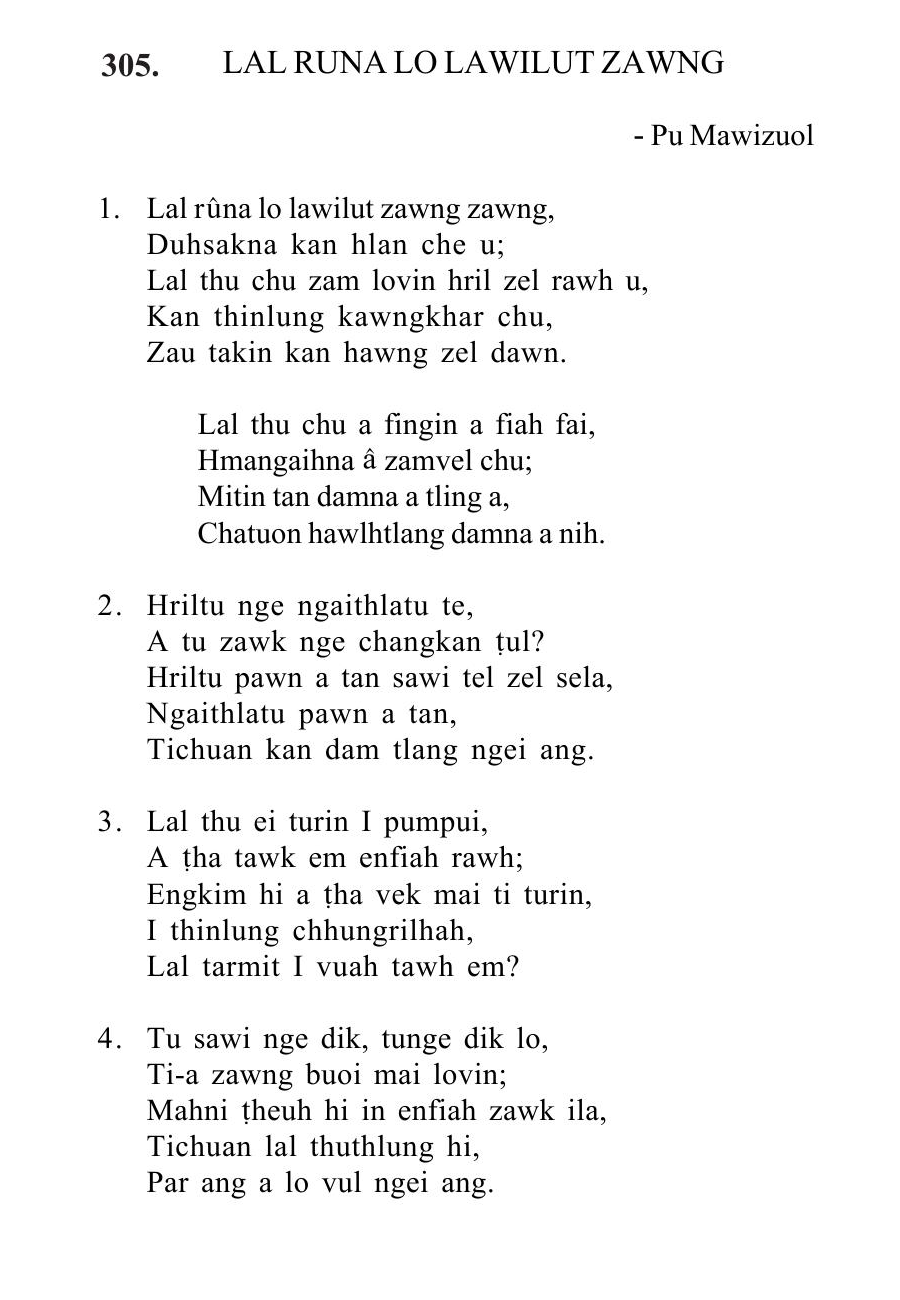 305. LAL RUNA LO LAWILUT ZAWNG
- Pu Mawizuol
1. Lal rûna lo lawilut zawng zawng,
Duhsakna kan hlan che u;
Lal thu chu zam lovin hril zel rawh u,
Kan thinlung kawngkhar chu,
Zau takin kan hawng zel dawn.
Lal thu chu a fingin a fiah fai,
Hmangaihna â zamvel chu;
Mitin tan damna a tling a,
Chatuon hawlhtlang damna a nih.
2. Hriltu nge ngaithlatu te,
A tu zawk nge changkan ṭul?
Hriltu pawn a tan sawi tel zel sela,
Ngaithlatu pawn a tan,
Tichuan kan dam tlang ngei ang.
3. Lal thu ei turin I pumpui,
A ṭha tawk em enfiah rawh;
Engkim hi a ṭha vek mai ti turin,
I thinlung chhungrilhah,
Lal tarmit I vuah tawh em?
4. Tu sawi nge dik, tunge dik lo,
Ti-a zawng buoi mai lovin;
Mahni ṭheuh hi in enfiah zawk ila,
Tichuan lal thuthlung hi,
Par ang a lo vul ngei ang.